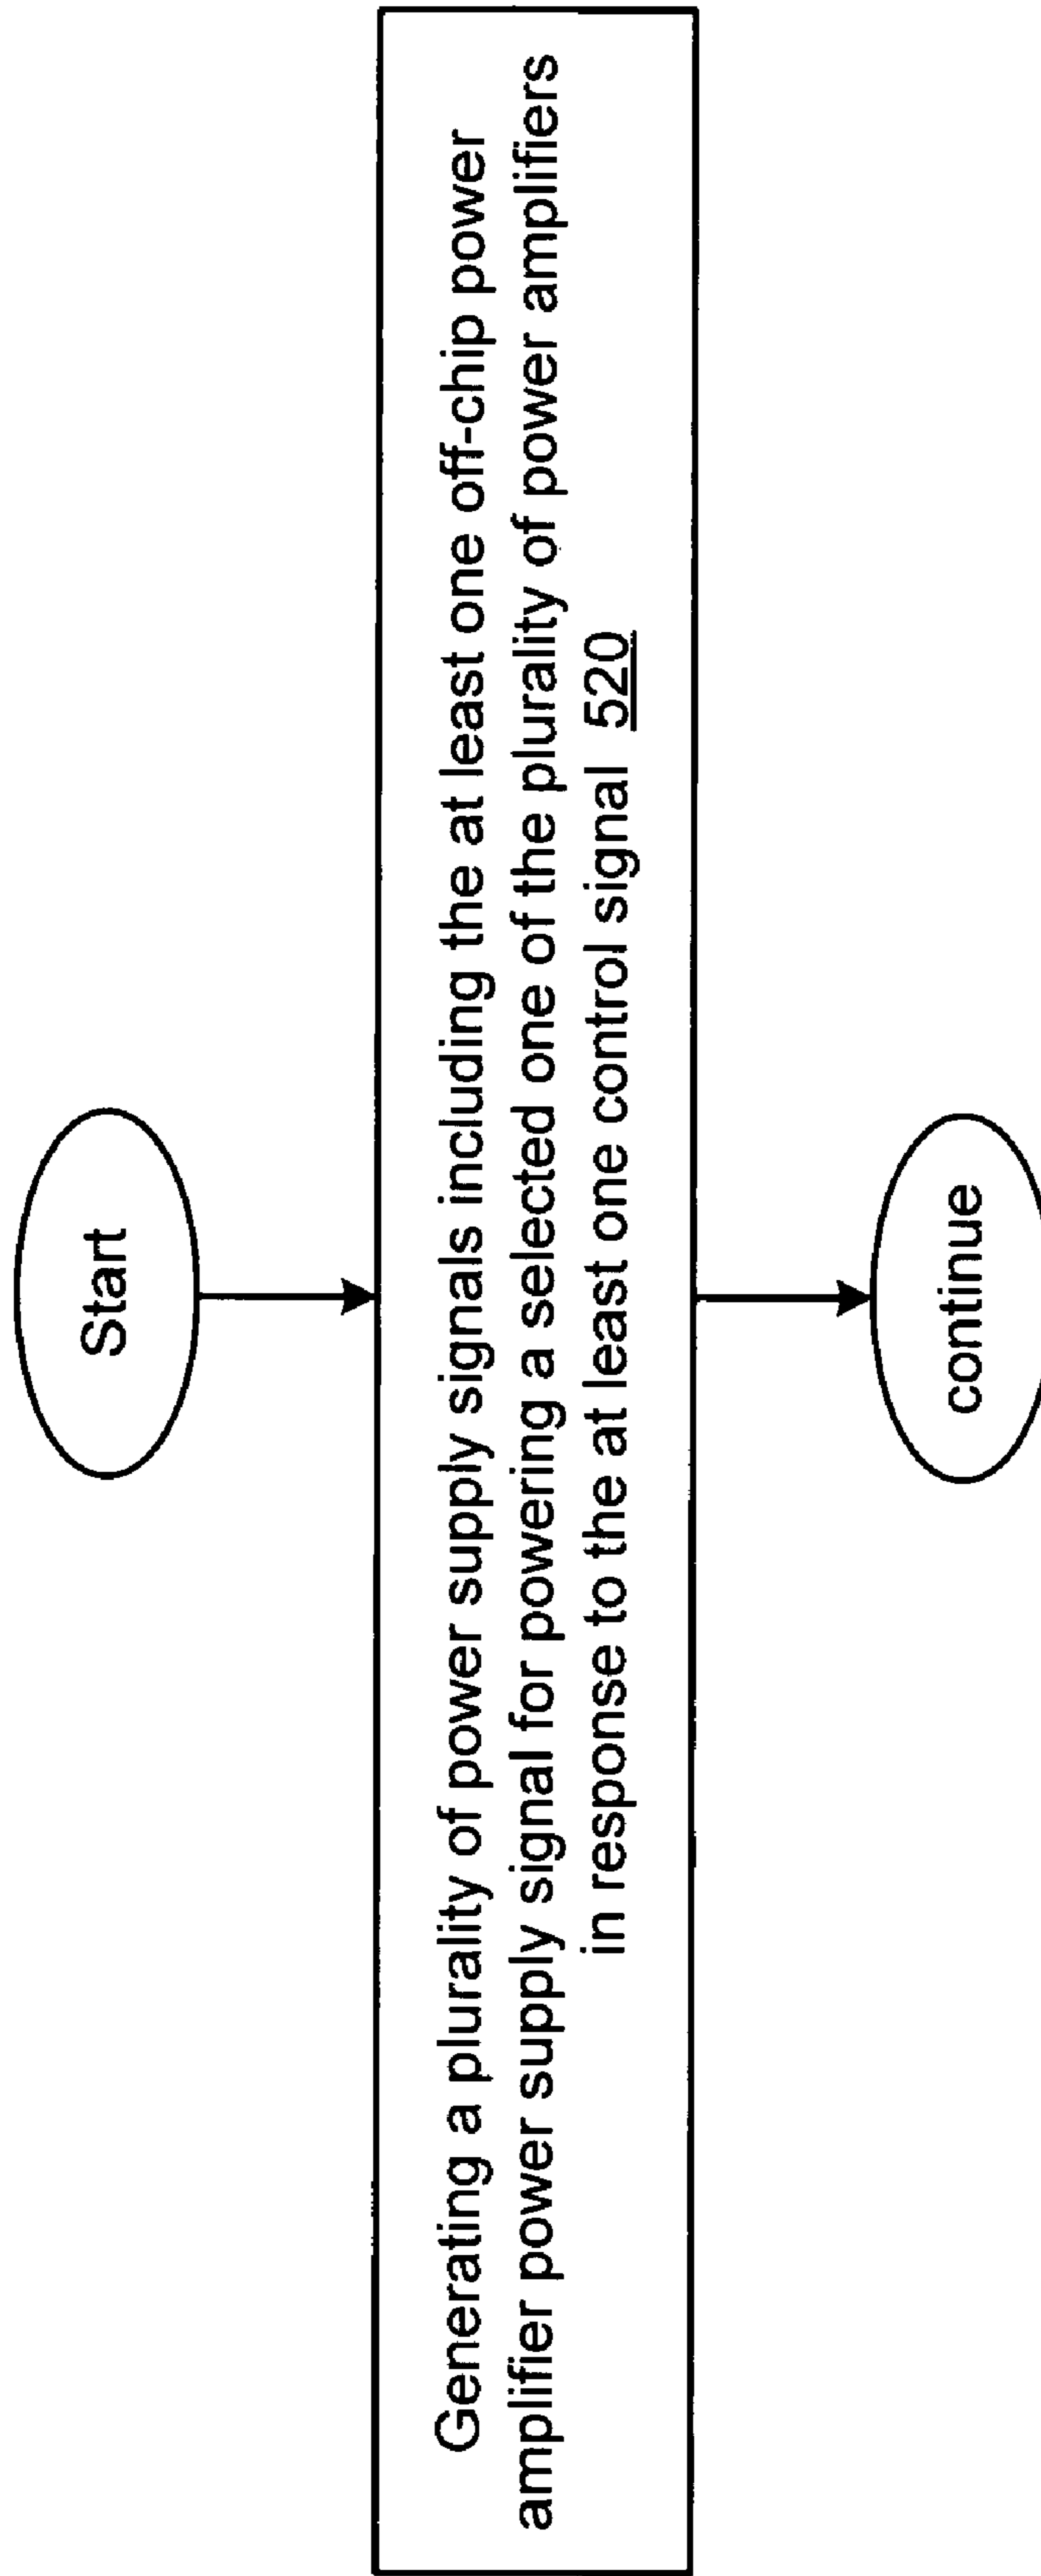 Start
Generating a plurality of power supply signals including the at least one off-chip power
amplifier power supply signal for powering a selected one of the plurality of power amplifiers
in response to the at least one control signal 520
continue